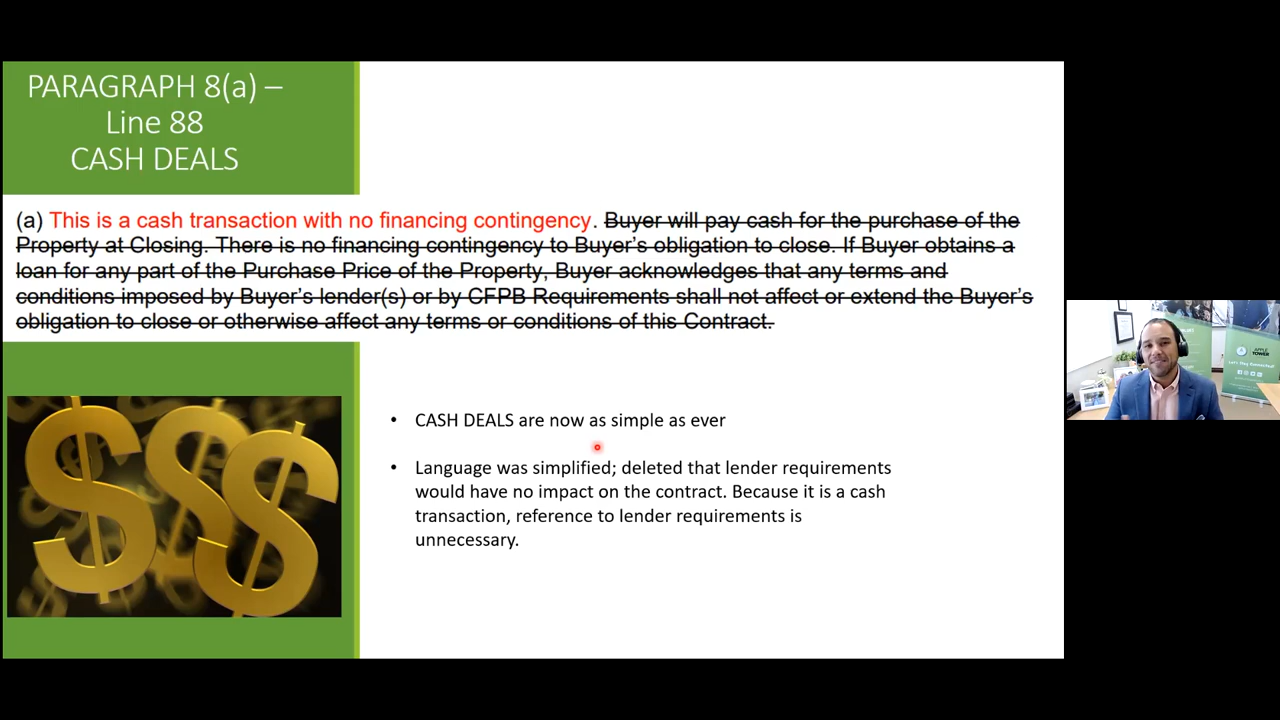 PARAGRAPH 8(a) –
Line 88
CASH DEALS
(a) This is a cash transaction with no financing contingency. Buyer will pay cash for the purchase of the
Property at Closing. There is no financing contingency to Buyer’s obligation to close. If Buyer obtains a
loan for any part of the Purchase Price of the Property, Buyer acknowledges that any terms and
conditions imposed by Buyer’s lender(s) or by CFPB Requirements shall not affect or extend the Buyer’s
obligation to close or otherwise affect any terms or conditions of this Contract.
• CASH DEALS are now as simple as ever
• Language was simplified; deleted that lender requirements
would have no impact on the contract. Because it is a cash
transaction, reference to lender requirements is
unnecessary.
APPLE
TOWER
Let's Stay Connected!